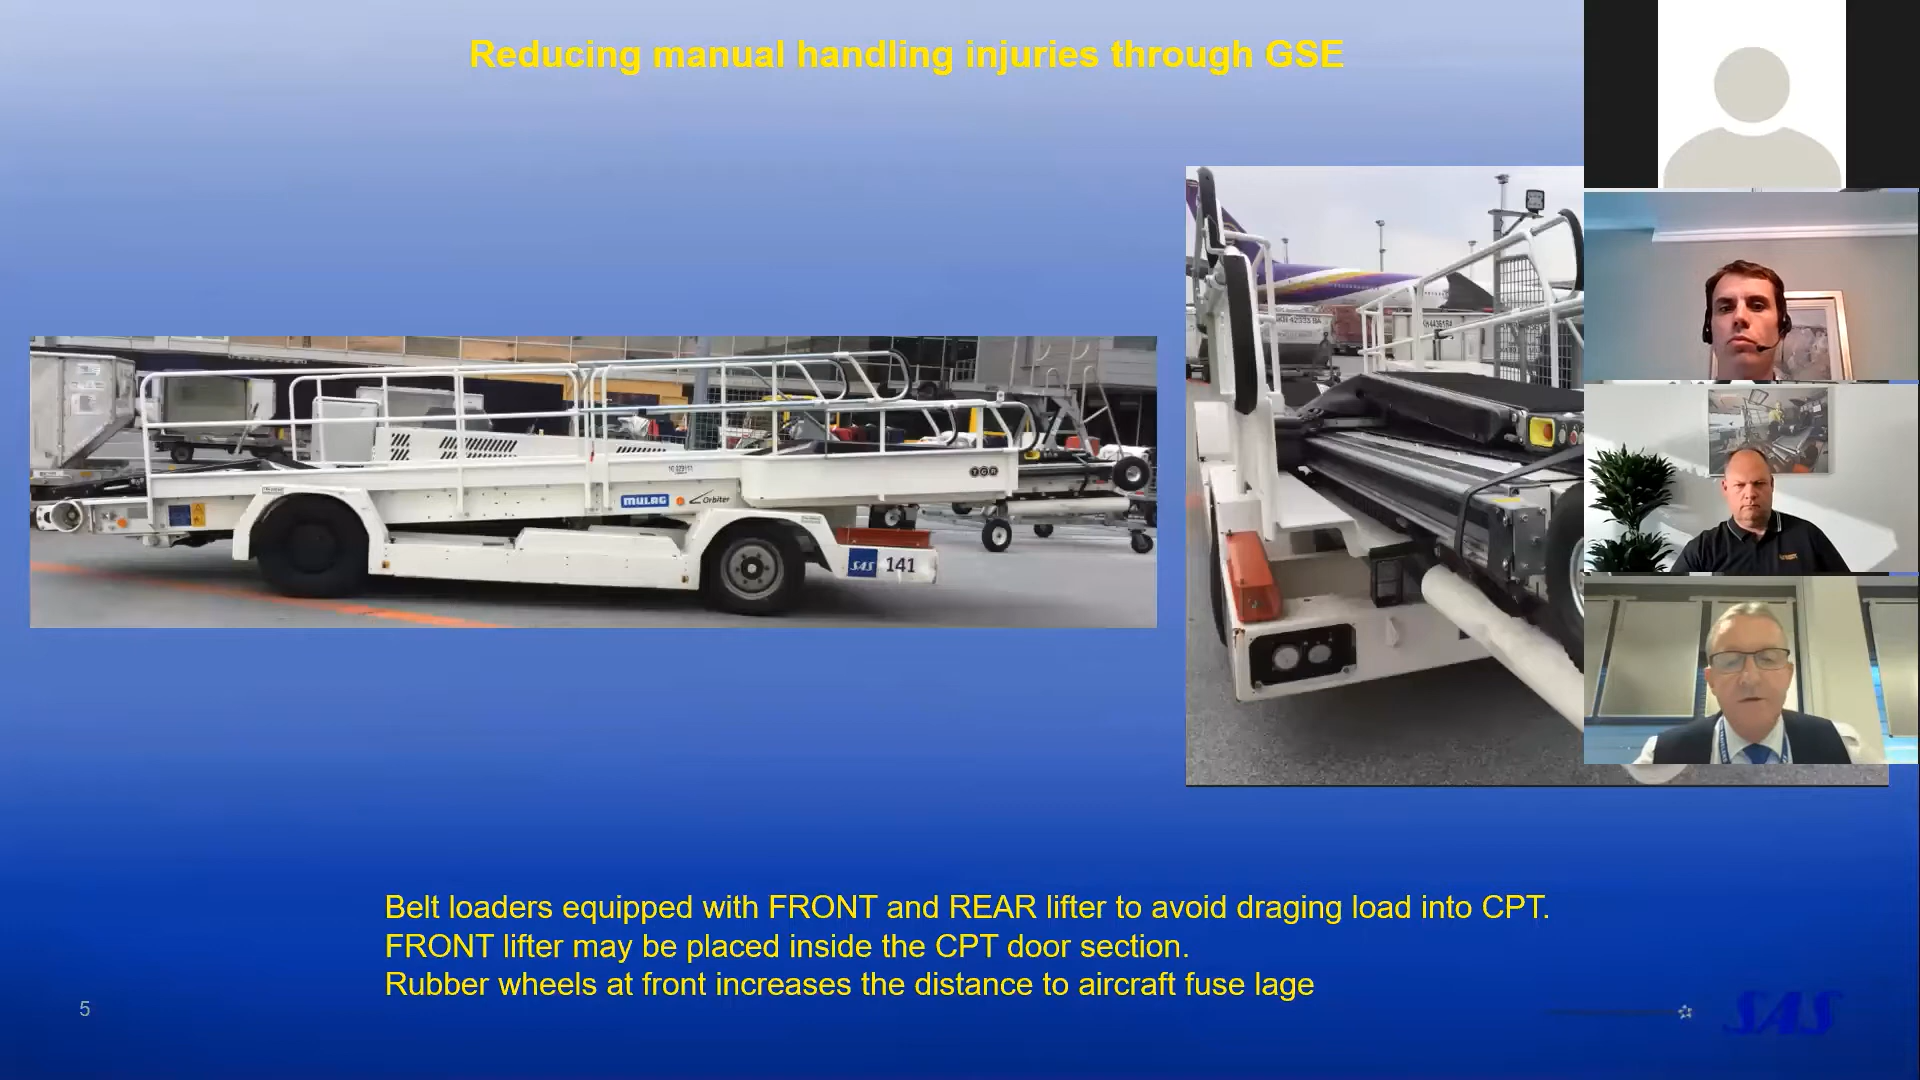 Reducing manual handling injuries through GSE
MULAG
Orbiter
TCR
SAS 141
Belt loaders equipped with FRONT and REAR lifter to avoid draging load into CPT.
FRONT lifter may be placed inside the CPT door section.
Rubber wheels at front increases the distance to aircraft fuse lage
5
SAS